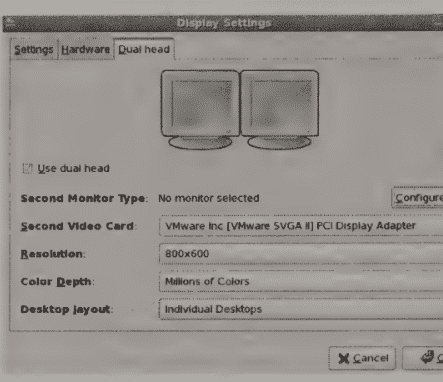 Display Settings
Settings Hardware Dual head
Use dual head
Second Monitor Type: No monitor selected Configure
Second Video Card: VMware Inc [VMware SVGA II] PCI Display Adapter
Resolution: 800x600
Color Depth: Millions of Colors
Desktop layout: Individual Desktops
Cancel